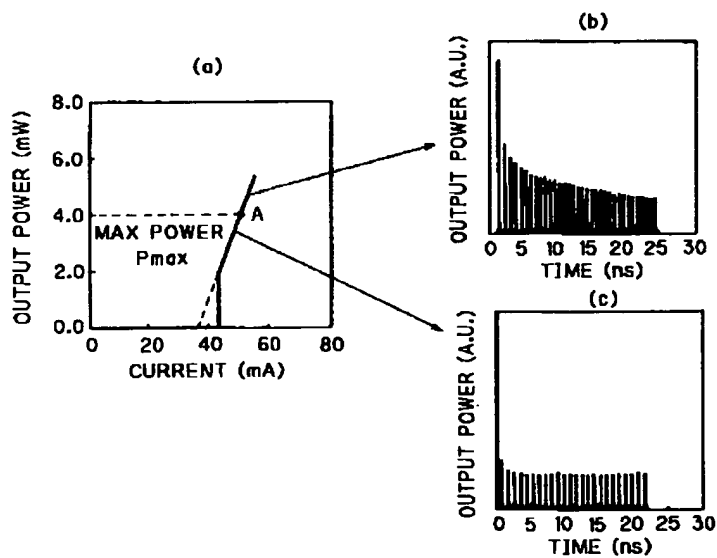 (a)
OUTPUT POWER (mW)
8.0
6.0
4.0
2.0
0.0
A
MAX POWER
Pmax
0 20 40 60 80
CURRENT (mA)
(b)
OUTPUT POWER (A.U.)
0 5 10 15 20 25 30
TIME (ns)
(c)
OUTPUT POWER (A.U.)
0 5 10 15 20 25 30
TIME (ns)